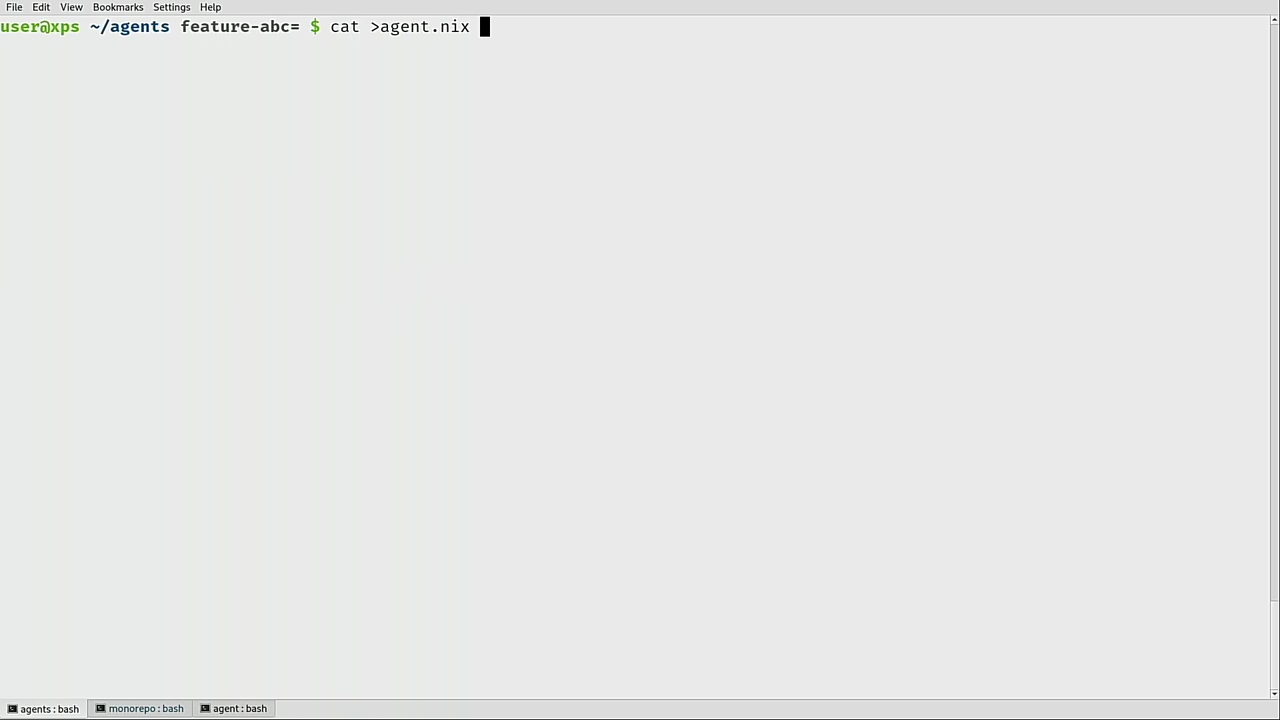 File Edit View Bookmarks Settings Help
user@xps ~/agents feature-abc= $ cat >agent.nix
agents : bash monorepo : bash agent : bash